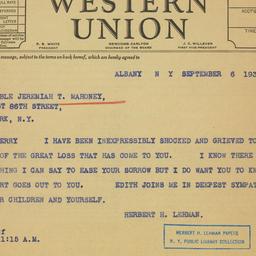 WESTERN
UNION
R. B. WHITE
PRESIDENT
NEWCOMB CARLTON
CHAIRMAN OF THE BOARD
J. C. WILLEVER
FIRST VICE-PRESIDENT
message, subject to the terms on back hereof, which are hereby agreed to
ALBANY N Y SEPTEMBER 6 193
BLE JEREMIAH T. MAHONEY,
ST 86TH STREET,
RK, N.Y.
ERRY I HAVE BEEN INEXPRESSIBLY SHOCKED AND GRIEVED TO
OF THE GREAT LOSS THAT HAS COME TO YOU. I KNOW THERE
HING I CAN SAY TO EASE YOUR SORROW BUT I DO WANT YOU TO KN
RT GOES OUT TO YOU. EDITH JOINS ME IN DEEPEST SYMPAT
R CHILDREN AND YOURSELF.
HERBERT H. LEHMAN.
f
1:15 A.M.
HERBERT H. LEHMAN PAPERS
N. Y. PUBLIC LIBRARY COLLECTION